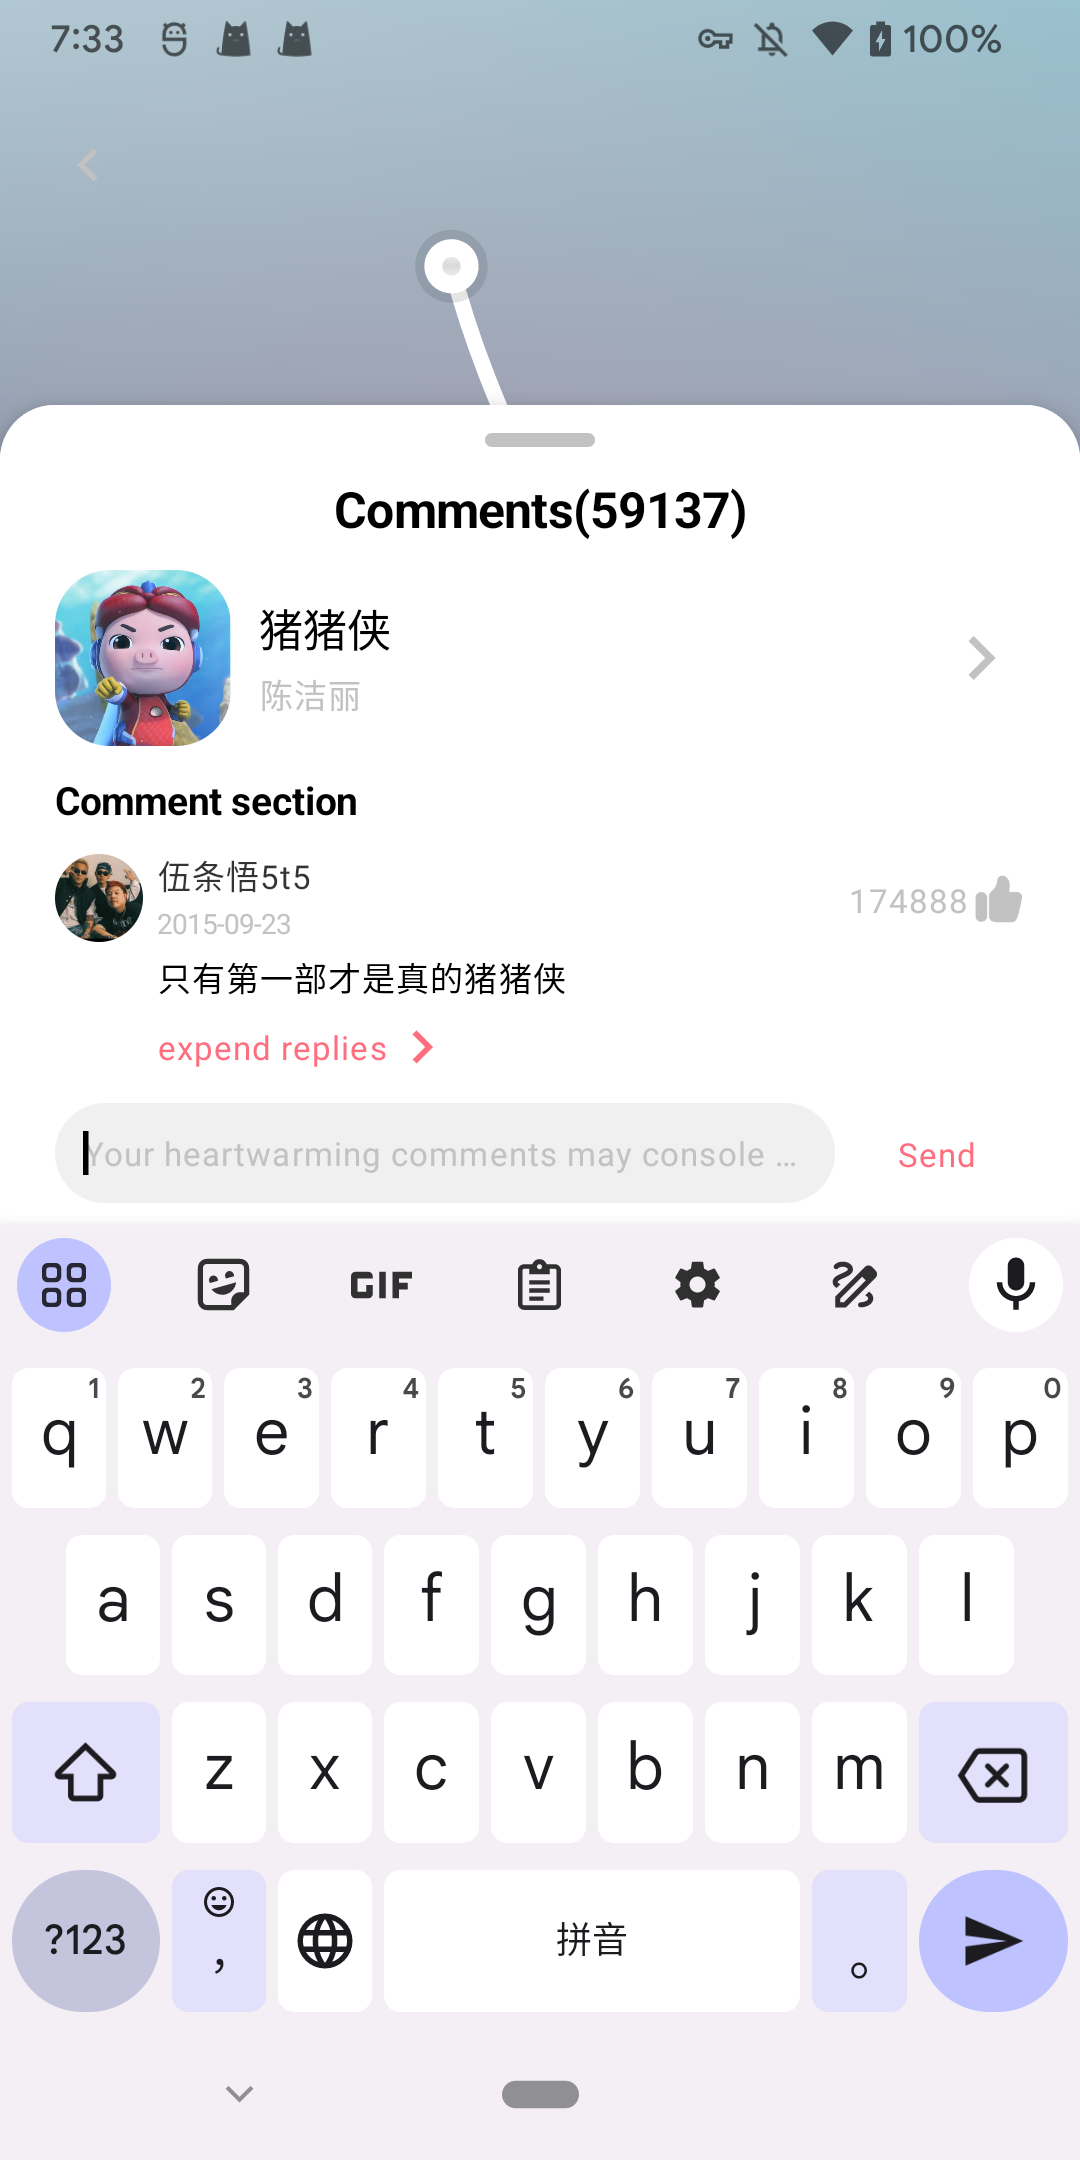 7:33 100%
Comments(59137)
猪猪侠
陈洁丽
Comment section
伍条悟5t5
2015-09-23
174888
只有第一部才是真的猪猪侠
expend replies
Your heartwarming comments may console ...
Send
GIF
1 2 3 4 5 6 7 8 9 0
q w e r t y u i o p
a s d f g h j k l
z x c v b n m
?123 , 拼音 。